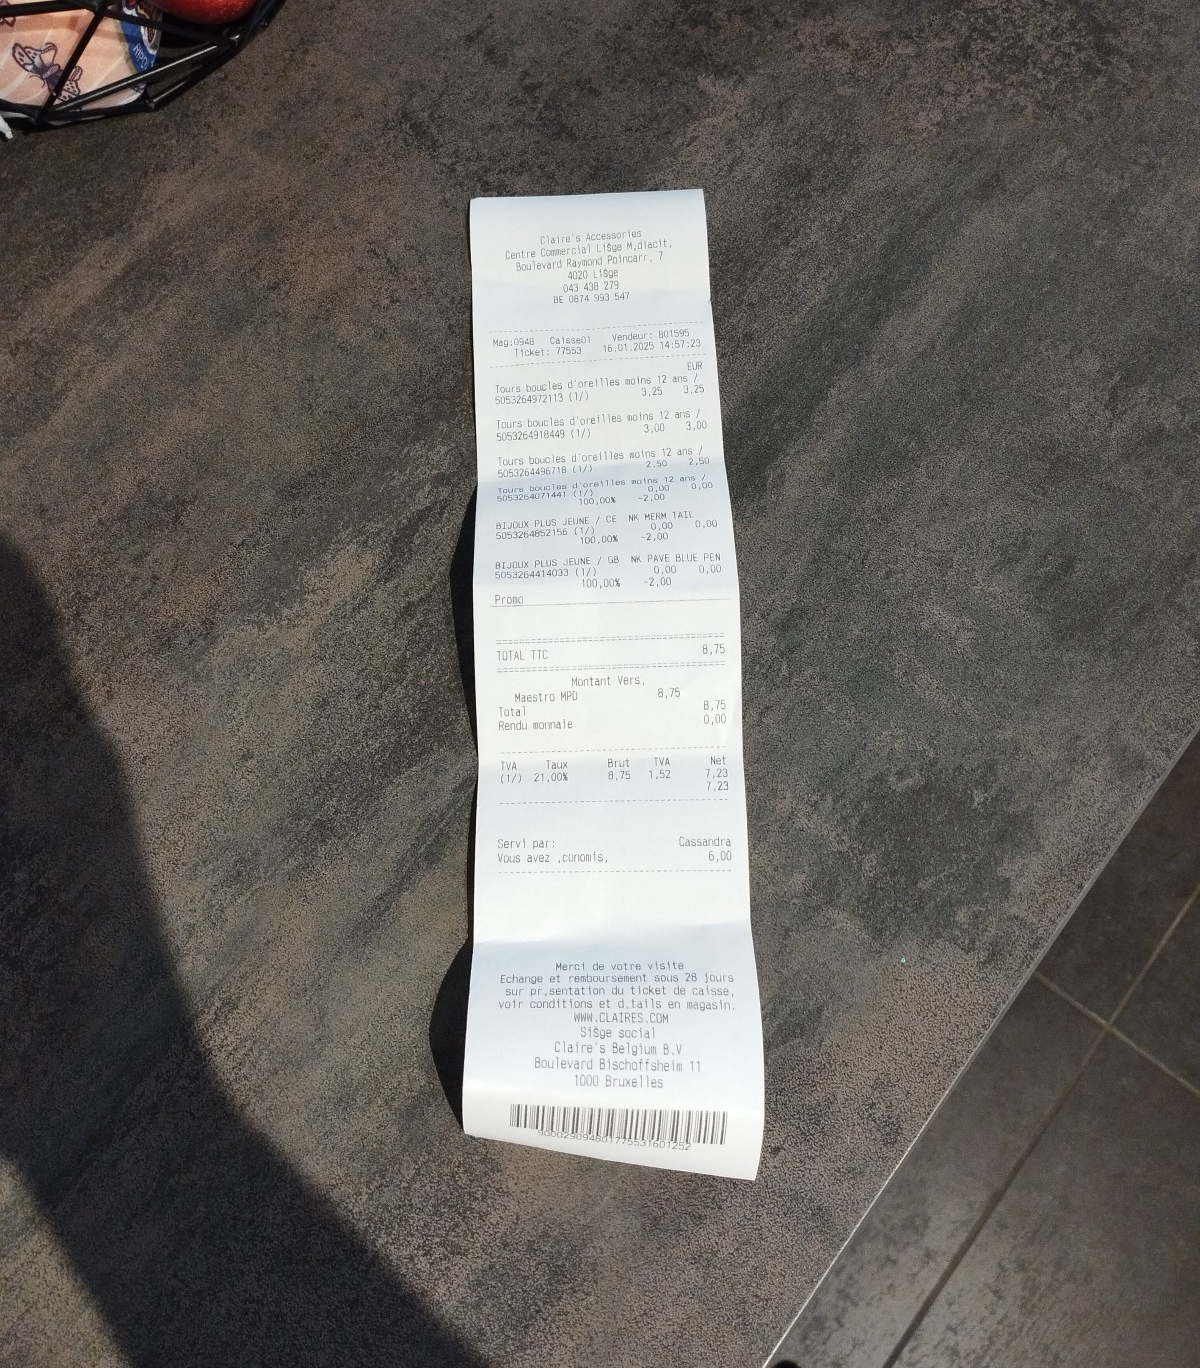 HYPO
Claire's Accessories
Centre Commercial Li§ge M,diacit,
Boulevard Raymond Poincarr, 7
4020 Li§ge
043 438 279
BE 0874 993 547
Mag:0948 Caisse01 Vendeur: 801595
Ticket: 77553 16.01.2025 14:57:23
EUR
Tours boucles d'oreilles moins 12 ans /
5053264972113 (1/) 3,25 3,25
Tours boucles d'oreilles moins 12 ans /
5053264918449 (1/) 3,00 3,00
Tours boucles d'oreilles moins 12 ans /
5053264496718 (1/) 2,50 2,50
Tours boucles d'oreilles moins 12 ans /
5053264071441 (1/) 0,00 0,00
100,00% -2,00
BIJOUX PLUS JEUNE / CE NK MERM TAIL
5053264852156 (1/) 0,00 0,00
100,00% -2,00
BIJOUX PLUS JEUNE / GB NK PAVE BLUE PEN
5053264414033 (1/) 0,00 0,00
100,00% -2,00
Promo
TOTAL TTC 8,75
Montant Vers,
Maestro MPD 8,75
Total 8,75
Rendu monnaie 0,00
TVA Taux Brut TVA Net
(1/) 21,00% 8,75 1,52 7,23
7,23
Servi par: Cassandra
Vous avez ,conomis, 6,00
Merci de votre visite
Echange et remboursement sous 28 jours
sur pr,sentation du ticket de caisse,
voir conditions et d,tails en magasin.
WWW.CLAIRES.COM
Si§ge social
Claire's Belgium B.V
Boulevard Bischoffsheim 11
1000 Bruxelles